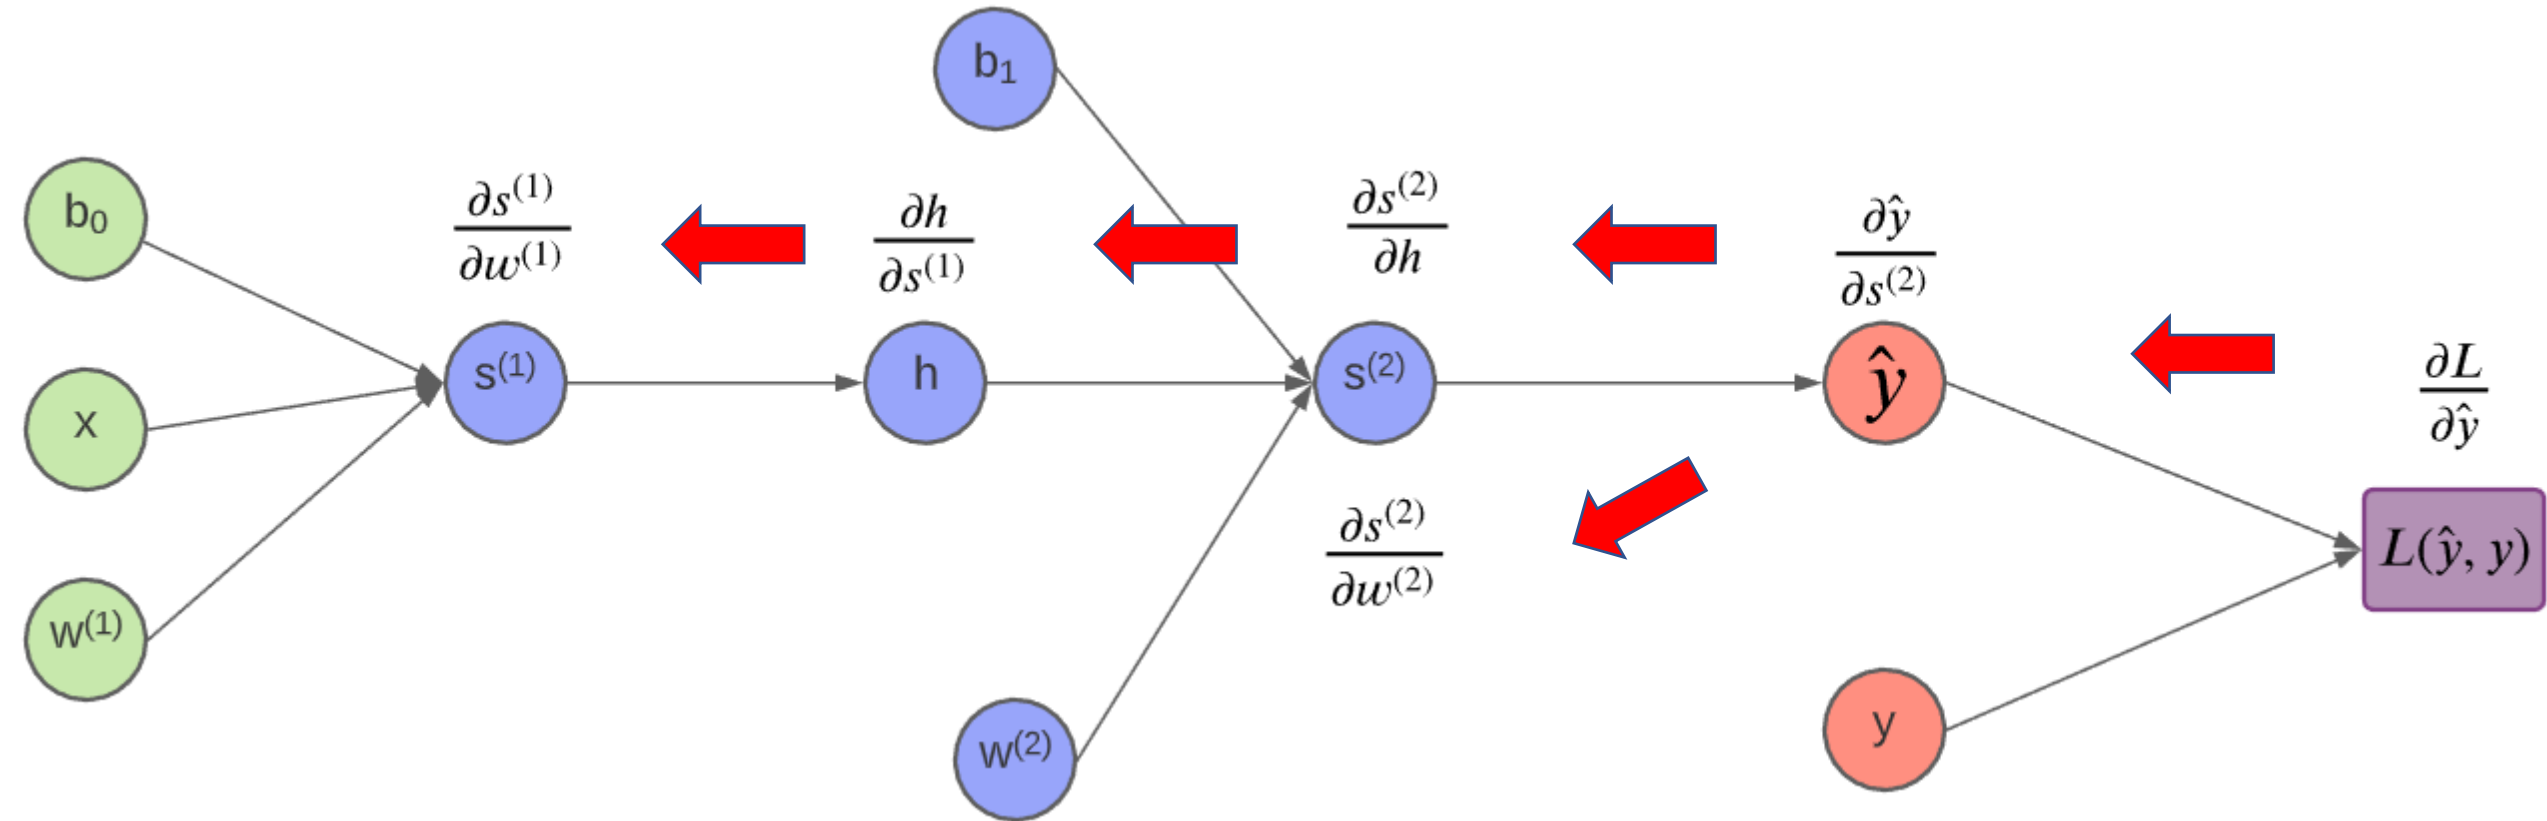 b₁
b₀
∂s⁽¹⁾
∂w⁽¹⁾
∂h
∂s⁽¹⁾
∂s⁽²⁾
∂h
∂ŷ
∂s⁽²⁾
x
s⁽¹⁾
h
s⁽²⁾
ŷ
∂L
∂ŷ
w⁽¹⁾
∂s⁽²⁾
∂w⁽²⁾
L(ŷ, y)
w⁽²⁾
y